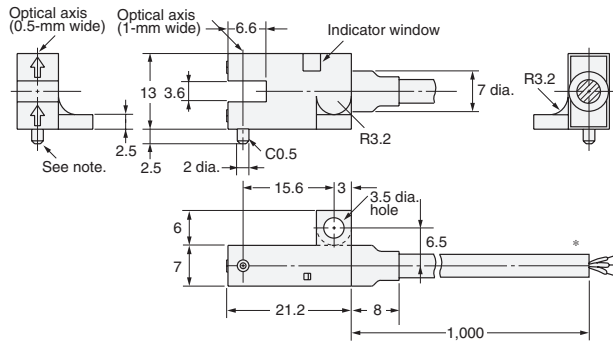 Optical axis
(0.5-mm wide)
Optical axis
(1-mm wide)
6.6
Indicator window
13
3.6
7 dia.
R3.2
R3.2
2.5
2.5
See note.
C0.5
2 dia.
15.6
3
3.5 dia.
hole
6
6.5
*
7
21.2
8
1,000